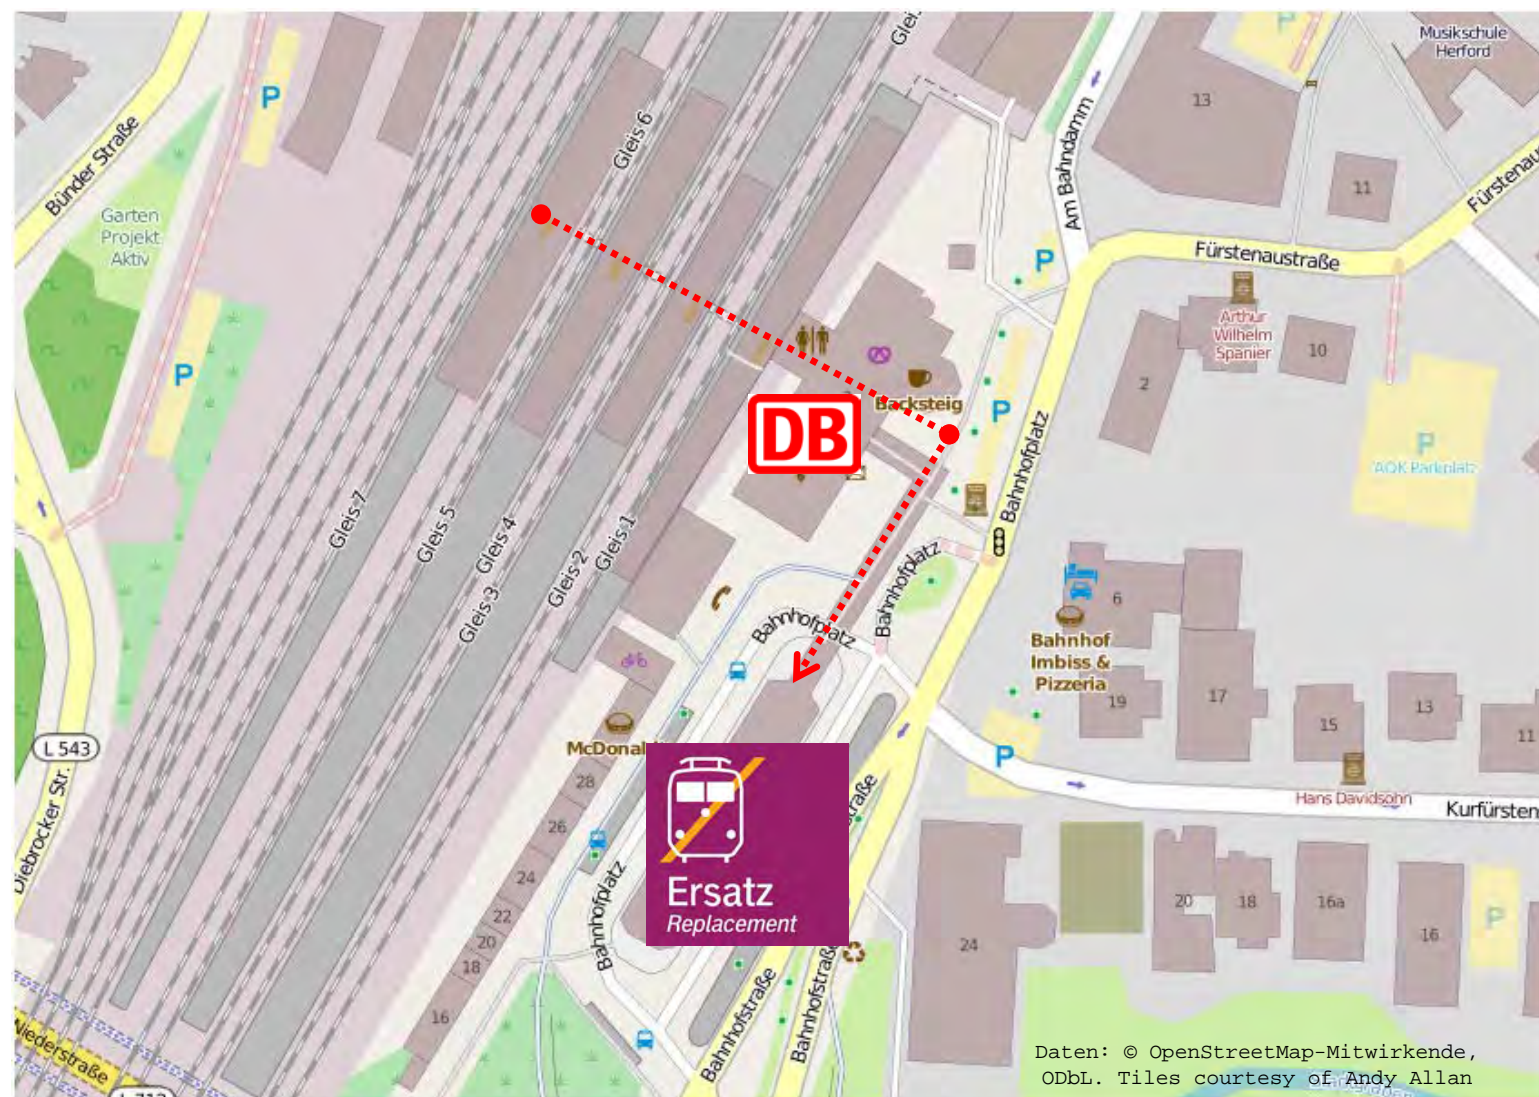 Gleis
Musikschule
Herford
13
Am Bahndamm
Gleis 6
Bünder Straße
P
P
11
Fürstenau
Garten
Projekt
Aktiv
P
Fürstenaustraße
Arthur
Wilhelm
Spanier
10
2
P
P
Backsteig
DB
P
AOK Parkplatz
Bahnhofplatz
Gleis 7
Gleis 5
Gleis 4
Gleis 3
Gleis 2
Gleis 1
Bahnhofplatz
Bahnhofplatz
6
Bahnhof
Imbiss &
Pizzeria
19
17
15
13
11
L 543
McDonal
P
28
26
24
22
20
18
16
Ersatz
Replacement
straße
Hans Davidsohn
Kurfürsten
Diebrocker Str.
Bahnhofplatz
24
20
18
16a
16
P
Bahnhofstraße
Bahnhofstraße
Niederstraße
L 712
Daten: © OpenStreetMap-Mitwirkende,
ODbL. Tiles courtesy of Andy Allan